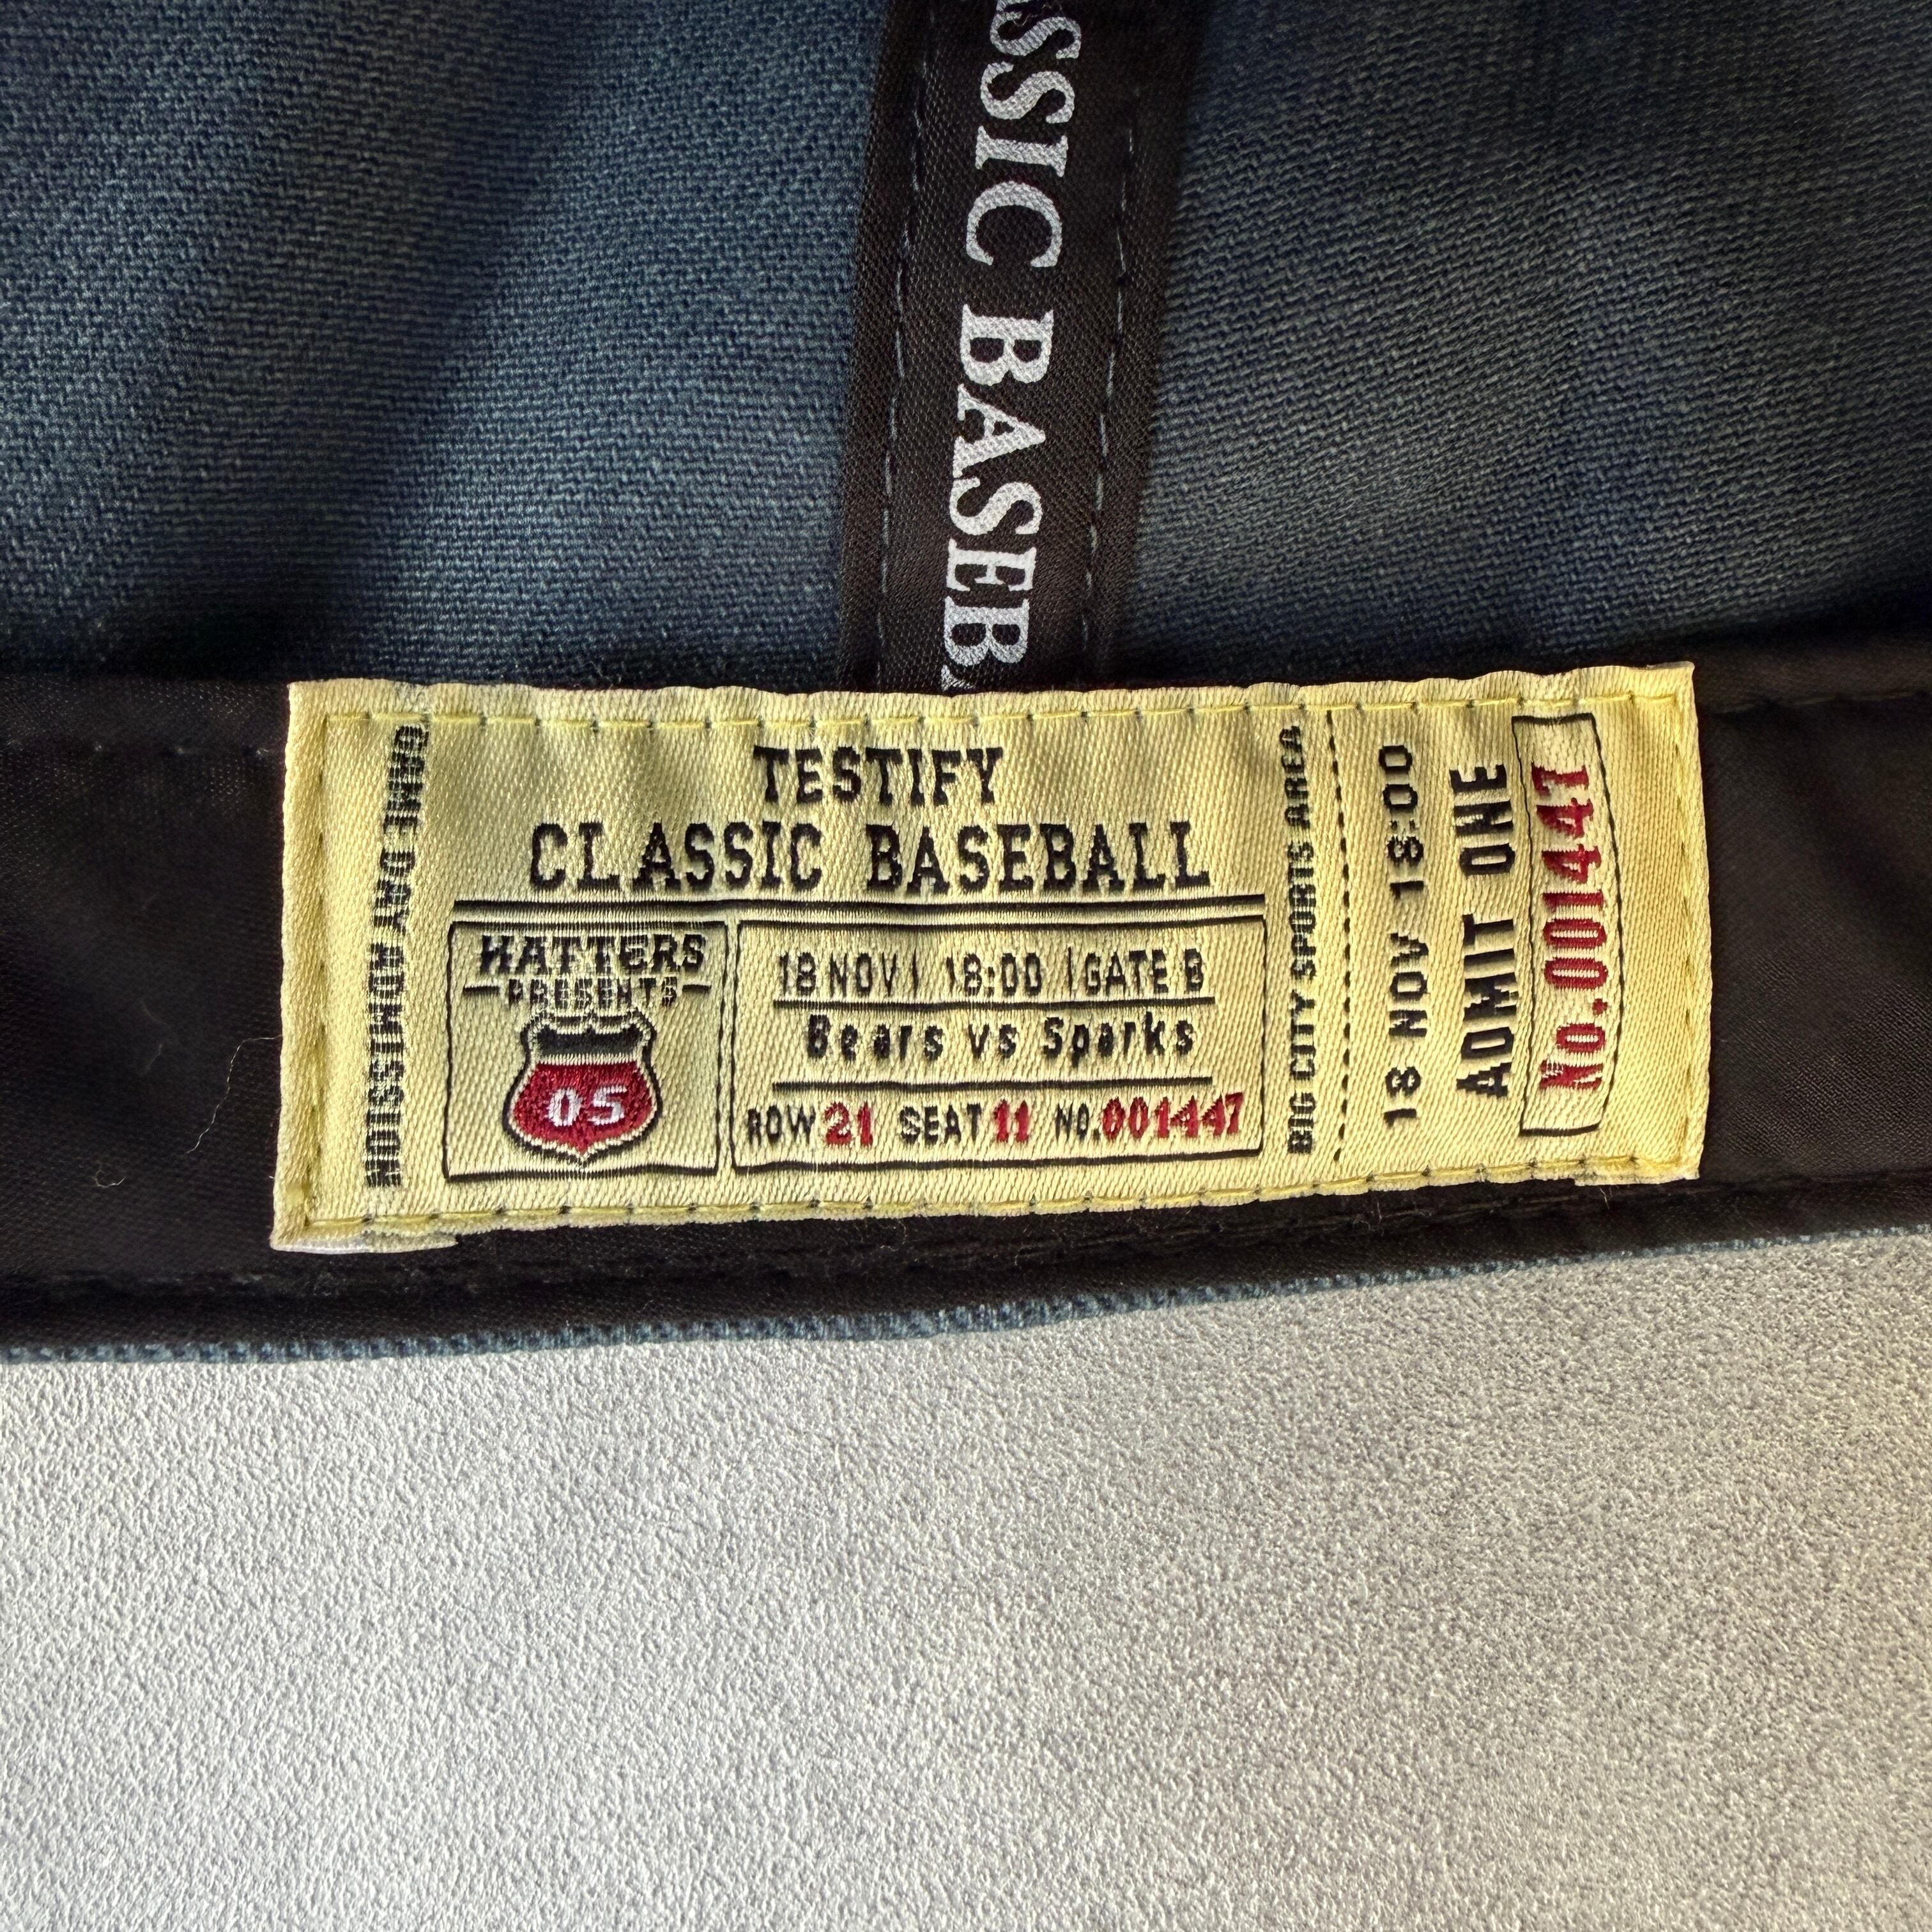 SSIC BASEB
GAME DAY ADMISSION
TESTIFY
CLASSIC BASEBALL
HATTERS
PRESENTS
05
18 NOV | 18:00 | GATE B
Bears vs Sparks
ROW 21 SEAT 11 NO.001447
BIG CITY SPORTS AREA
18 NOV 18:00
ADMIT ONE
No.001447